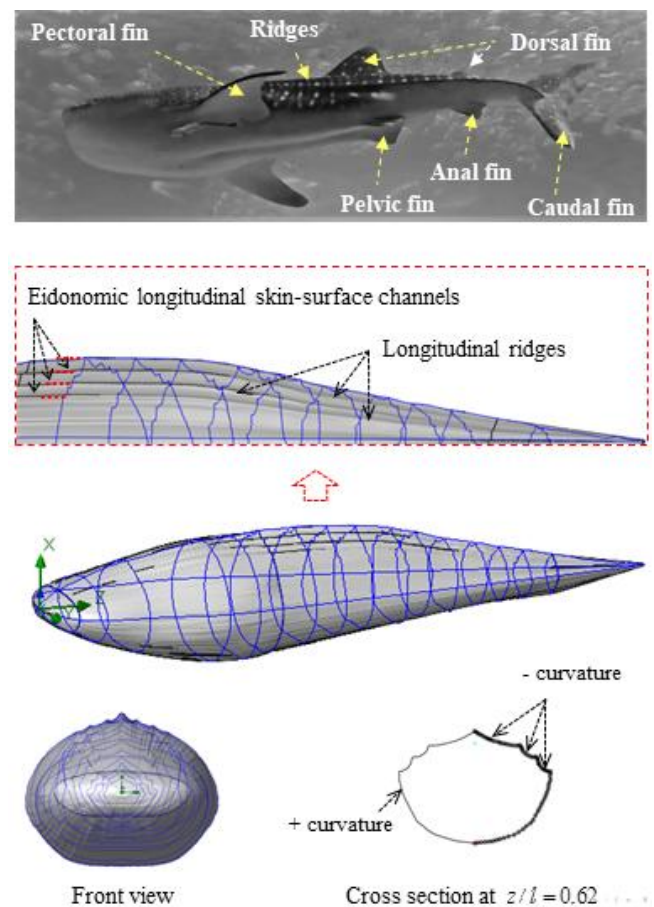 Pectoral fin
Ridges
Dorsal fin
Pelvic fin
Anal fin
Caudal fin
Eidonomic longitudinal skin-surface channels
Longitudinal ridges
X
Z
- curvature
+ curvature
Front view
Cross section at z/l = 0.62